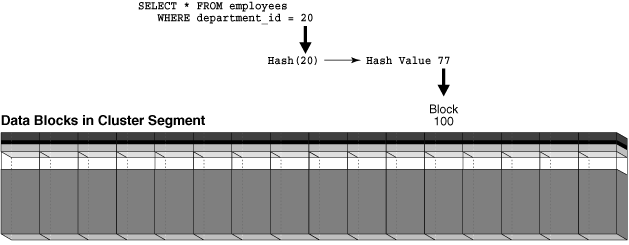 SELECT * FROM employees
WHERE department_id = 20
Hash(20) Hash Value 77
Block
100
Data Blocks in Cluster Segment